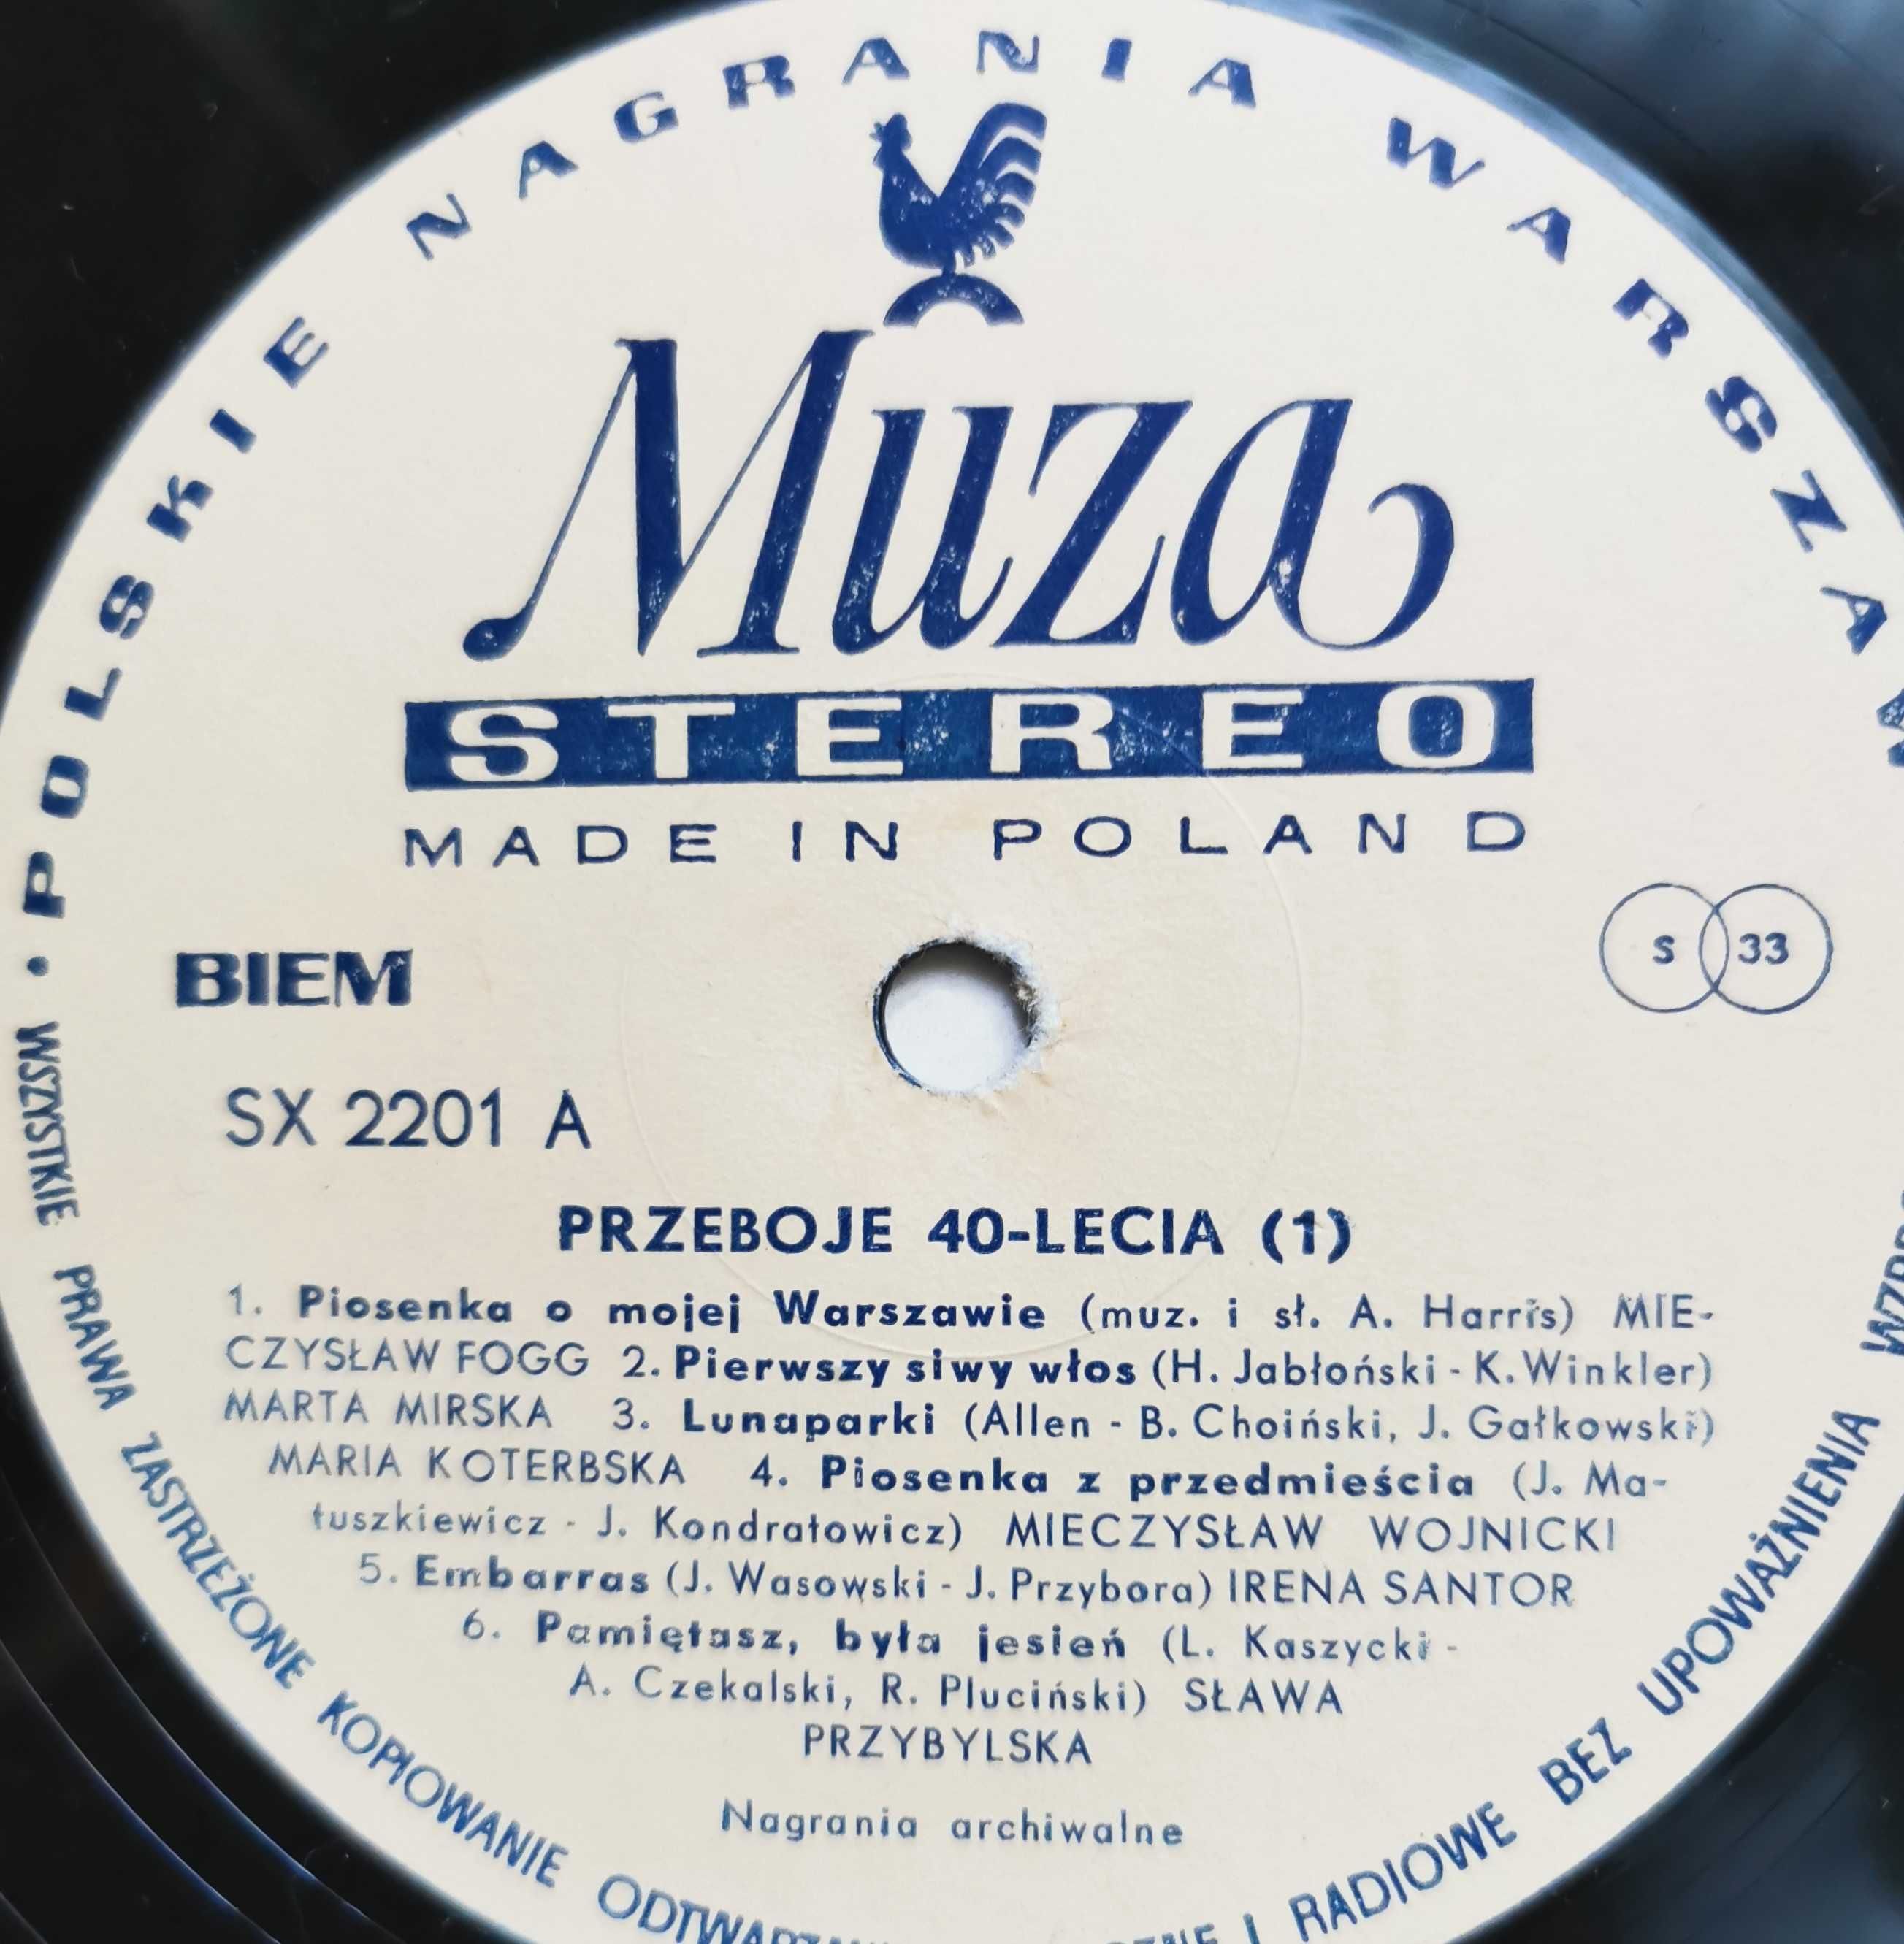 POLSKIE NAGRANIA WARSZAW
Muza
STEREO
MADE IN POLAND
BIEM
S 33
SX 2201 A
PRZEBOJE 40-LECIA (1)
1. Piosenka o mojej Warszawie (muz. i sł. A. Harris) MIE-
CZYSŁAW FOGG 2. Pierwszy siwy włos (H. Jabłoński - K. Winkler)
MARTA MIRSKA 3. Lunaparki (Allen - B. Choiński, J. Gałkowski)
MARIA KOTERBSKA 4. Piosenka z przedmieścia (J. Ma-
tuszkiewicz - J. Kondratowicz) MIECZYSŁAW WOJNICKI
5. Embarras (J. Wasowski - J. Przybora) IRENA SANTOR
6. Pamiętasz, była jesień (L. Kaszycki -
A. Czekalski, R. Pluciński) SŁAWA
PRZYBYLSKA
Nagrania archiwalne
• WSZYSTKIE PRAWA ZASTRZEŻONE KOPIOWANIE I RADIOWE BEZ UPOWAŻNIENIA